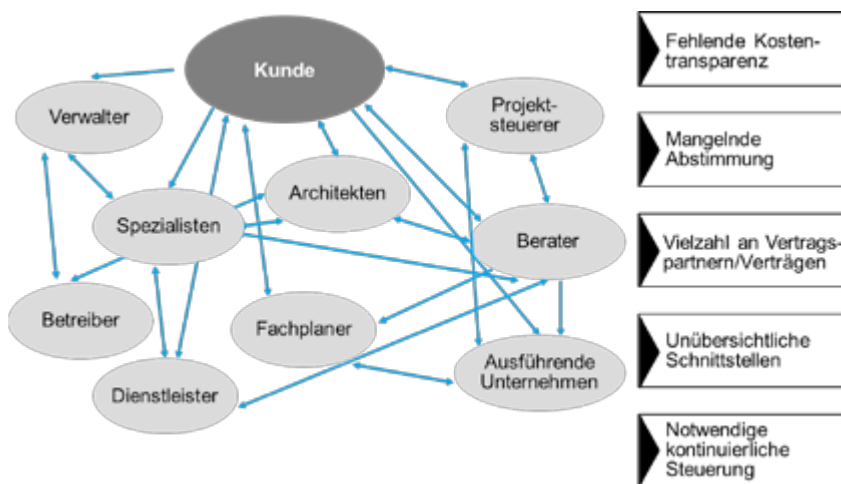 Kunde
Verwalter
Projekt-
steuerer
Architekten
Spezialisten
Berater
Betreiber
Fachplaner
Ausführende
Unternehmen
Dienstleister
Fehlende Kosten-
transparenz
Mangelnde
Abstimmung
Vielzahl an Vertrags-
partnern/Verträgen
Unübersichtliche
Schnittstellen
Notwendige
kontinuierliche
Steuerung